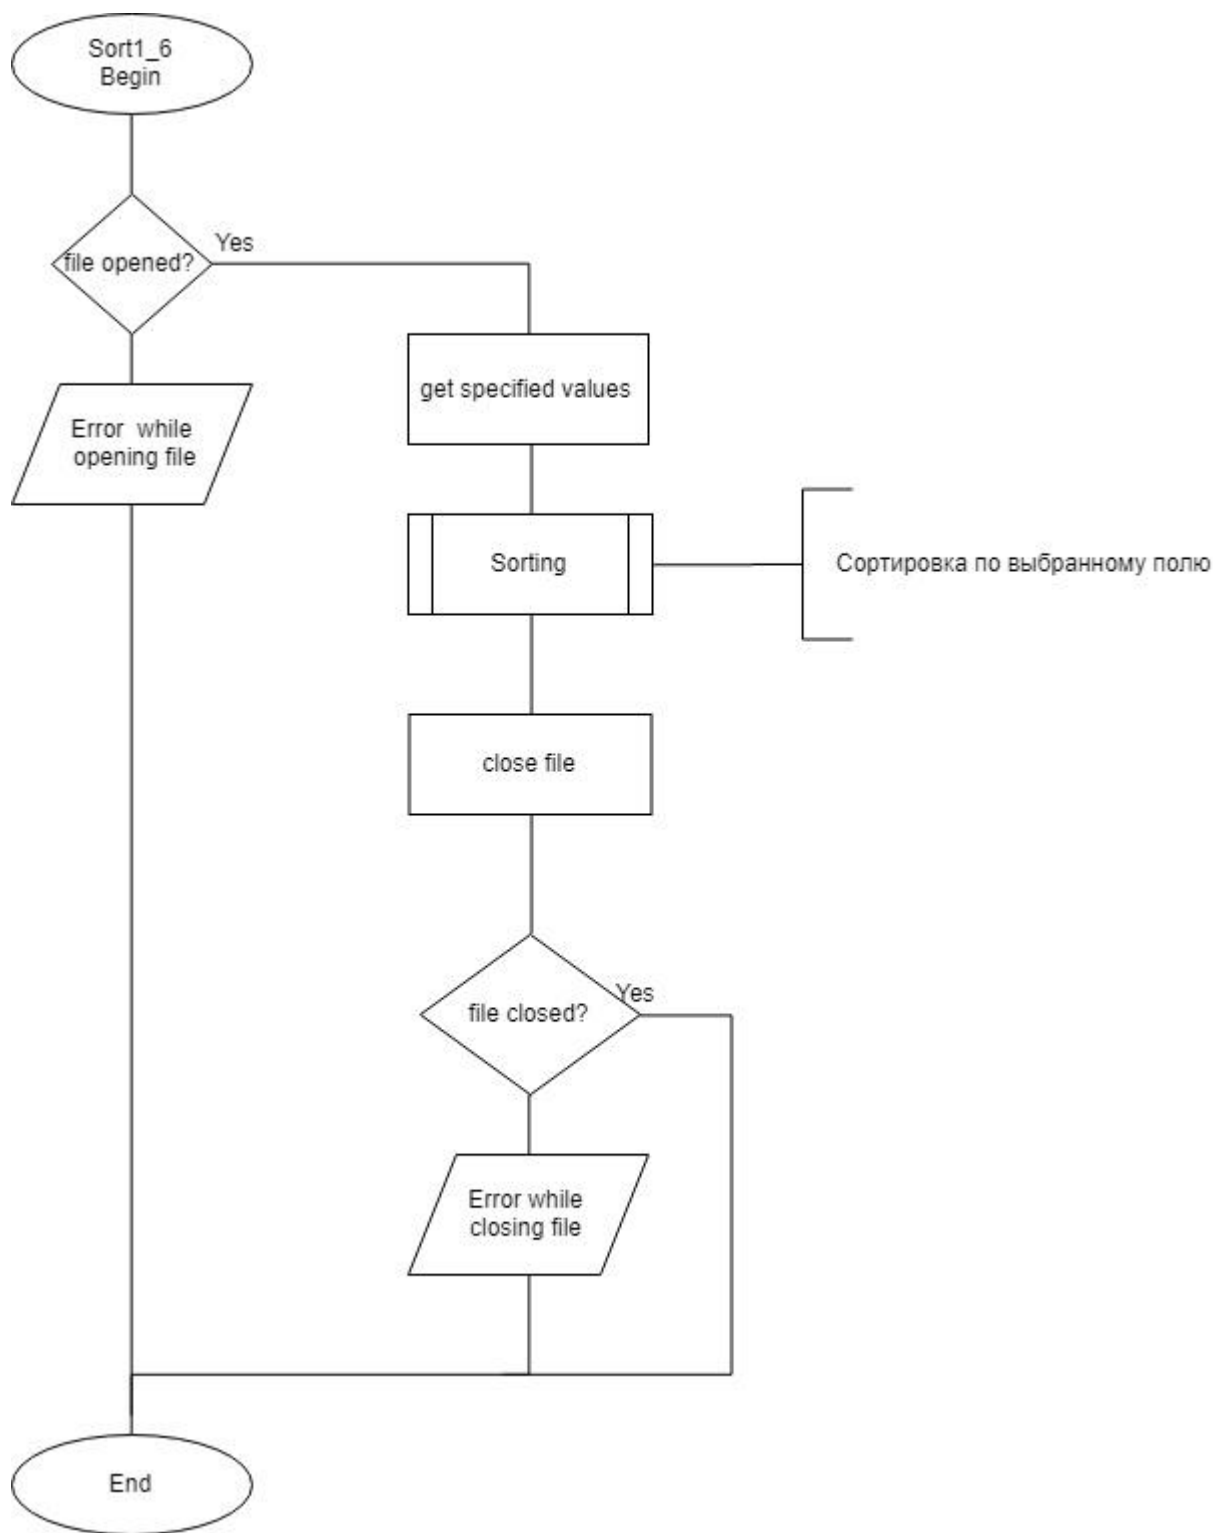 Sort1_6
Begin
Yes
file opened?
get specified values
Error while
opening file
Sorting
Сортировка по выбранному полю
close file
Yes
file closed?
Error while
closing file
End